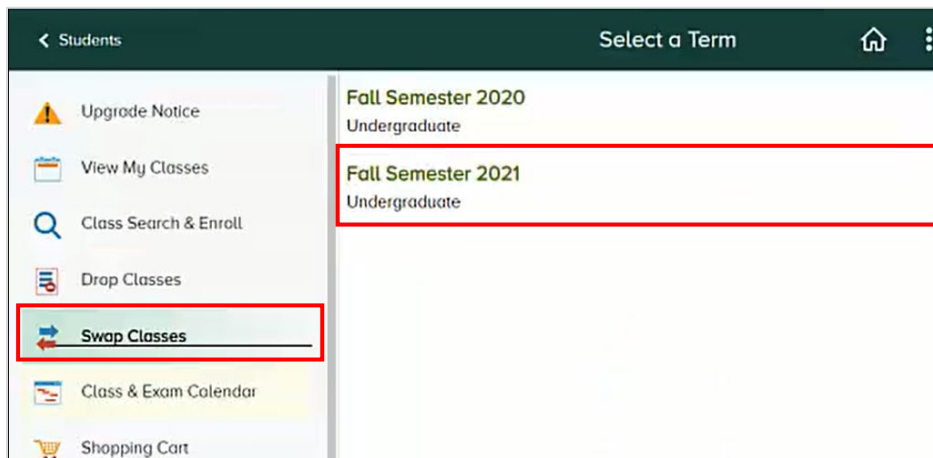 Students
Select a Term
Upgrade Notice
View My Classes
Class Search & Enroll
Drop Classes
Swap Classes
Class & Exam Calendar
Shopping Cart
Fall Semester 2020
Undergraduate
Fall Semester 2021
Undergraduate